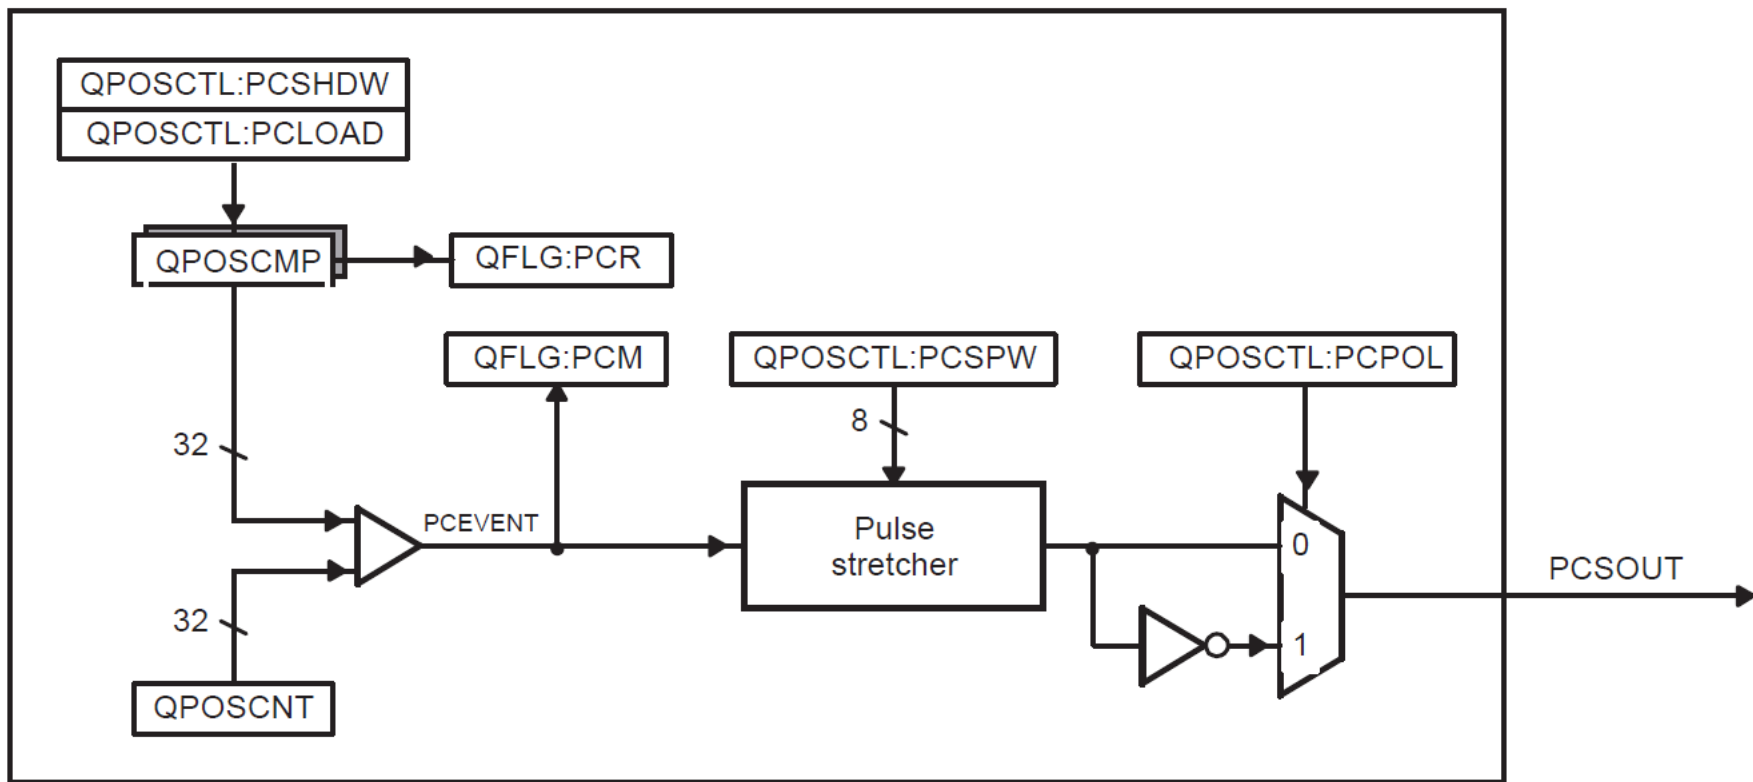 QPOSCTL:PCSHDW
QPOSCTL:PCLOAD
QPOSCMP
QFLG:PCR
QFLG:PCM
QPOSCTL:PCSPW
QPOSCTL:PCPOL
32
8
PCEVENT
Pulse
stretcher
0
PCSOUT
32
1
QPOSCNT